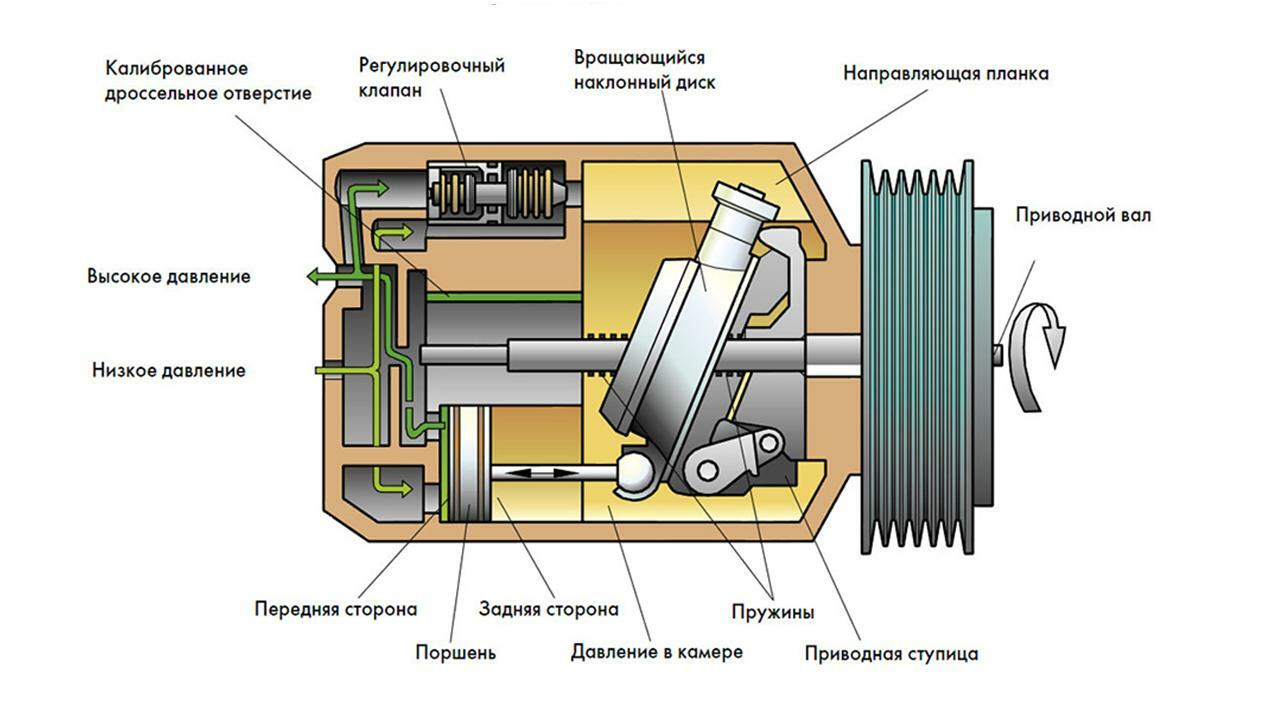 Калиброванное
дроссельное отверстие
Регулировочный
клапан
Вращающийся
наклонный диск
Направляющая планка
Приводной вал
Высокое давление
Низкое давление
Передняя сторона
Задняя сторона
Пружины
Поршень
Давление в камере
Приводная ступица